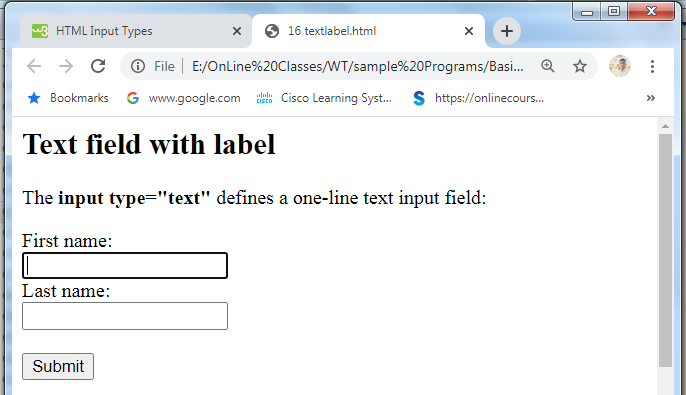 HTML Input Types
16 textlabel.html
File | E:/OnLine%20Classes/WT/sample%20Programs/Basi...
Bookmarks www.google.com Cisco Learning Syst... https://onlinecours...
Text field with label
The input type="text" defines a one-line text input field:
First name:
Last name:
Submit